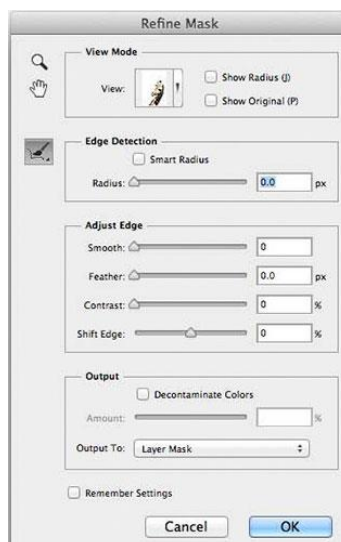 Refine Mask
View Mode
View:
Show Radius (J)
Show Original (P)
Edge Detection
Smart Radius
Radius: 0.0 px
Adjust Edge
Smooth: 0
Feather: 0.0 px
Contrast: 0 %
Shift Edge: 0 %
Output
Decontaminate Colors
Amount: %
Output To: Layer Mask
Remember Settings
Cancel OK